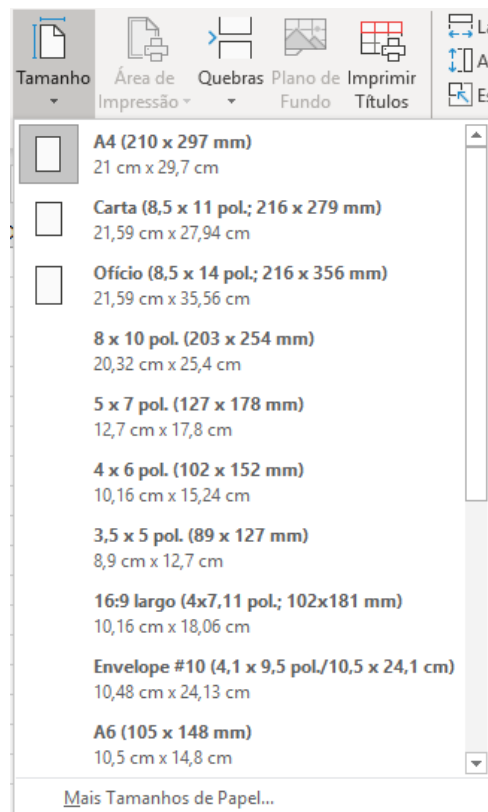 Tamanho
Área de Impressão
Quebras
Plano de Fundo
Imprimir Títulos
A4 (210 x 297 mm)
21 cm x 29,7 cm
Carta (8,5 x 11 pol.; 216 x 279 mm)
21,59 cm x 27,94 cm
Ofício (8,5 x 14 pol.; 216 x 356 mm)
21,59 cm x 35,56 cm
8 x 10 pol. (203 x 254 mm)
20,32 cm x 25,4 cm
5 x 7 pol. (127 x 178 mm)
12,7 cm x 17,8 cm
4 x 6 pol. (102 x 152 mm)
10,16 cm x 15,24 cm
3,5 x 5 pol. (89 x 127 mm)
8,9 cm x 12,7 cm
16:9 largo (4x7,11 pol.; 102x181 mm)
10,16 cm x 18,06 cm
Envelope #10 (4,1 x 9,5 pol./10,5 x 24,1 cm)
10,48 cm x 24,13 cm
A6 (105 x 148 mm)
10,5 cm x 14,8 cm
Mais Tamanhos de Papel...